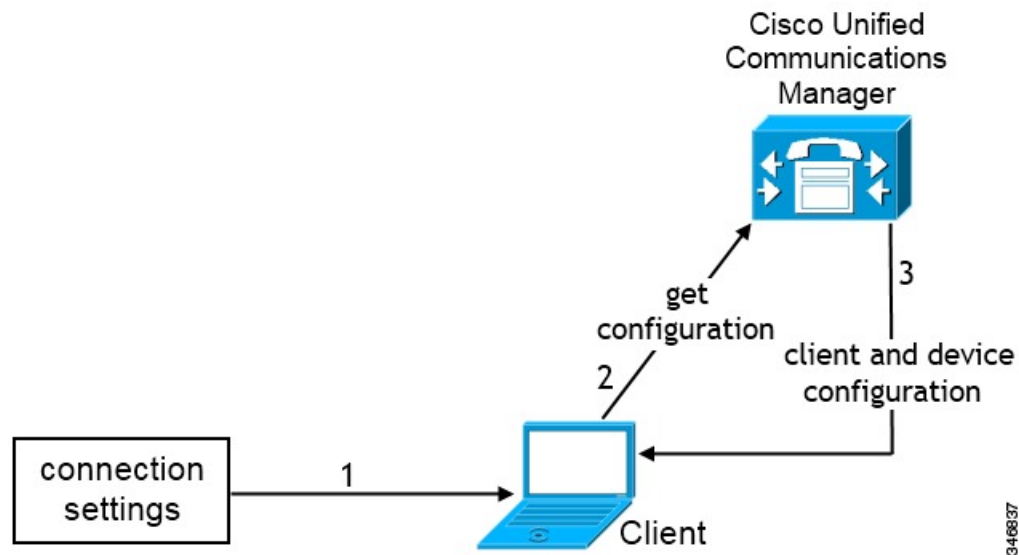 Cisco Unified
Communications
Manager
3
get
configuration
client and device
configuration
2
connection
settings
1
Client
346837